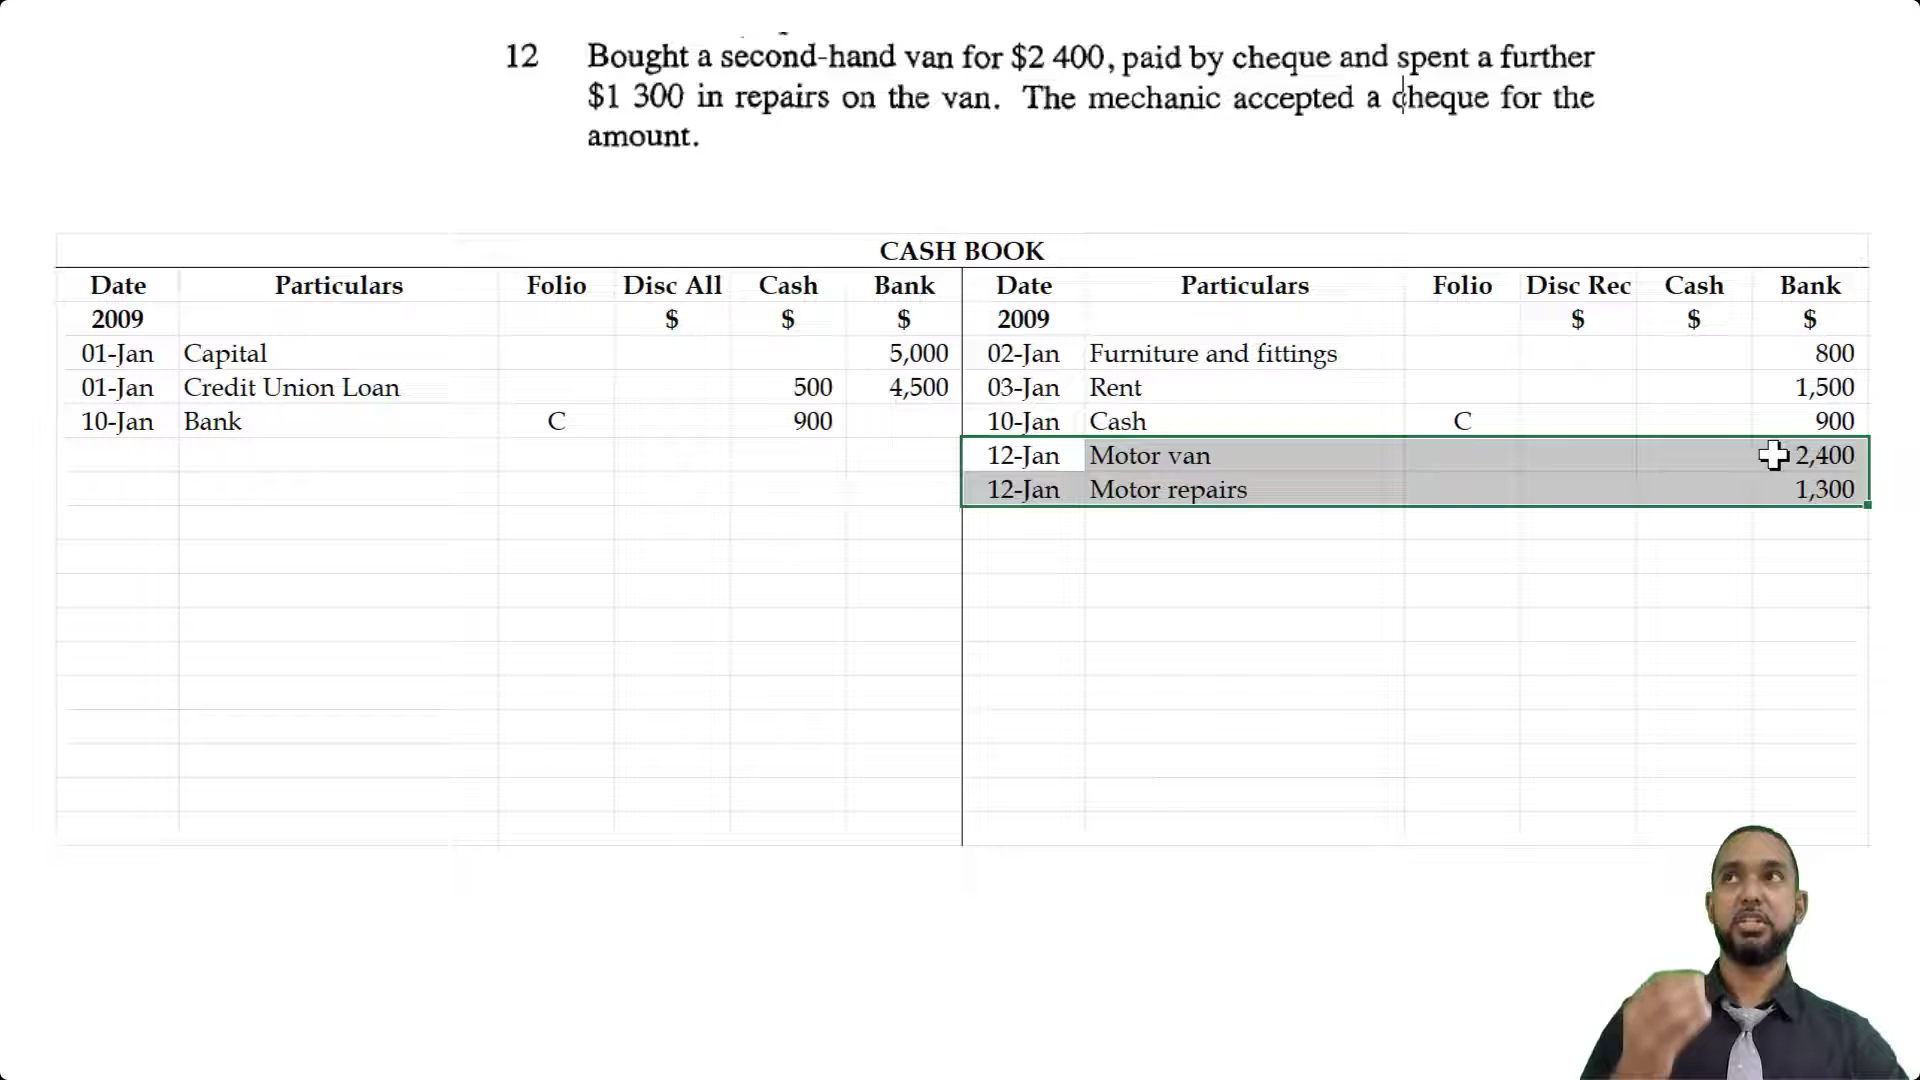 12 Bought a second-hand van for $2 400, paid by cheque and spent a further
$1 300 in repairs on the van. The mechanic accepted a cheque for the
amount.
CASH BOOK
Date Particulars Folio Disc All Cash Bank Date Particulars Folio Disc Rec Cash Bank
2009 $ $ $ 2009 $ $ $
01-Jan Capital 5,000 02-Jan Furniture and fittings 800
01-Jan Credit Union Loan 500 4,500 03-Jan Rent 1,500
10-Jan Bank C 900 10-Jan Cash C 900
12-Jan Motor van 2,400
12-Jan Motor repairs 1,300